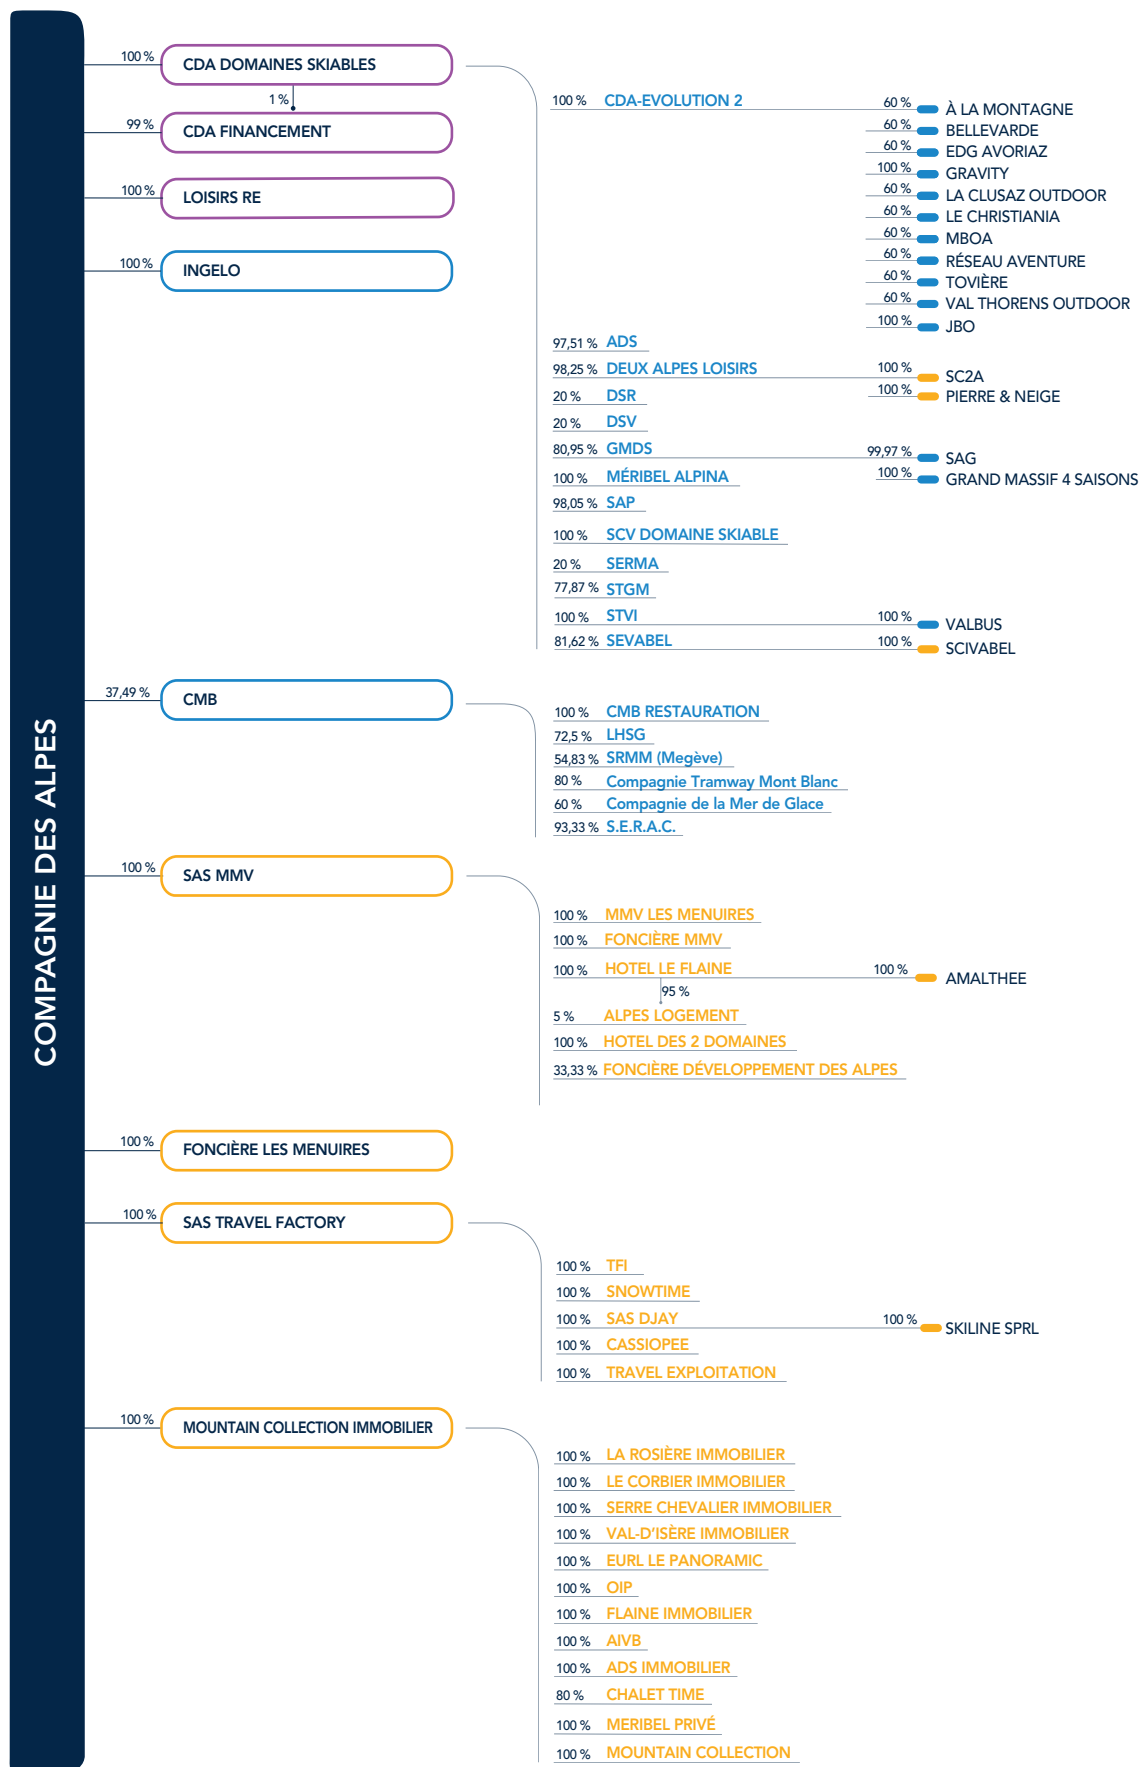 COMPAGNIE DES ALPES
100 % CDA DOMAINES SKIABLES
1 %
99 % CDA FINANCEMENT
100 % LOISIRS RE
100 % INGELO
100 % CDA-EVOLUTION 2
60 % À LA MONTAGNE
60 % BELLEVARDE
60 % EDG AVORIAZ
100 % GRAVITY
60 % LA CLUSAZ OUTDOOR
60 % LE CHRISTIANIA
60 % MBOA
60 % RÉSEAU AVENTURE
60 % TOVIÈRE
60 % VAL THORENS OUTDOOR
100 % JBO
97,51 % ADS
98,25 % DEUX ALPES LOISIRS
100 % SC2A
100 % PIERRE & NEIGE
20 % DSR
20 % DSV
80,95 % GMDS
99,97 % SAG
100 % GRAND MASSIF 4 SAISONS
100 % MÉRIBEL ALPINA
98,05 % SAP
100 % SCV DOMAINE SKIABLE
20 % SERMA
77,87 % STGM
100 % STVI
100 % VALBUS
81,62 % SEVABEL
100 % SCIVABEL
37,49 % CMB
100 % CMB RESTAURATION
72,5 % LHSG
54,83 % SRMM (Megève)
80 % Compagnie Tramway Mont Blanc
60 % Compagnie de la Mer de Glace
93,33 % S.E.R.A.C.
100 % SAS MMV
100 % MMV LES MENUIRES
100 % FONCIÈRE MMV
100 % HOTEL LE FLAINE
100 % AMALTHEE
95 %
5 % ALPES LOGEMENT
100 % HOTEL DES 2 DOMAINES
33,33 % FONCIÈRE DÉVELOPPEMENT DES ALPES
100 % FONCIÈRE LES MENUIRES
100 % SAS TRAVEL FACTORY
100 % TFI
100 % SNOWTIME
100 % SAS DJAY
100 % SKILINE SPRL
100 % CASSIOPEE
100 % TRAVEL EXPLOITATION
100 % MOUNTAIN COLLECTION IMMOBILIER
100 % LA ROSIÈRE IMMOBILIER
100 % LE CORBIER IMMOBILIER
100 % SERRE CHEVALIER IMMOBILIER
100 % VAL-D'ISÈRE IMMOBILIER
100 % EURL LE PANORAMIC
100 % OIP
100 % FLAINE IMMOBILIER
100 % AIVB
100 % ADS IMMOBILIER
80 % CHALET TIME
100 % MERIBEL PRIVÉ
100 % MOUNTAIN COLLECTION